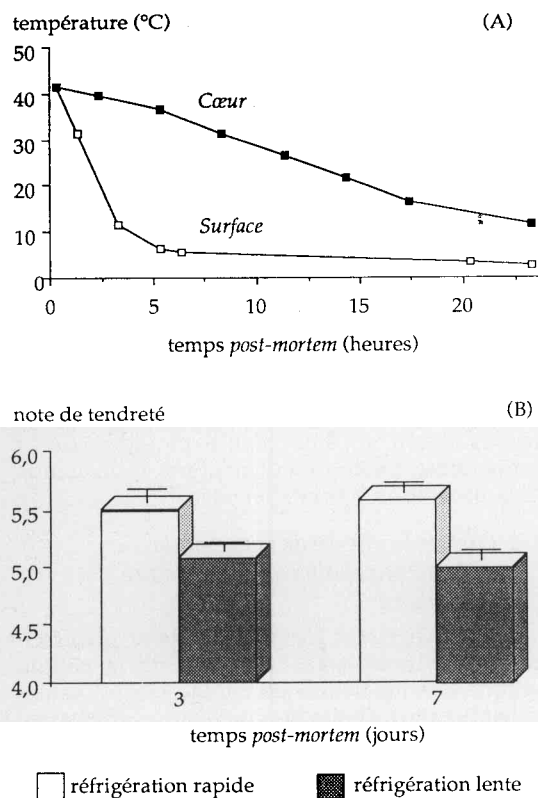 température (°C)
(A)
50
40
30
20
10
0
Cœur
Surface
0 5 10 15 20
temps post-mortem (heures)
note de tendreté
(B)
6,0
5,5
5,0
4,5
4,0
3 7
temps post-mortem (jours)
réfrigération rapide
réfrigération lente